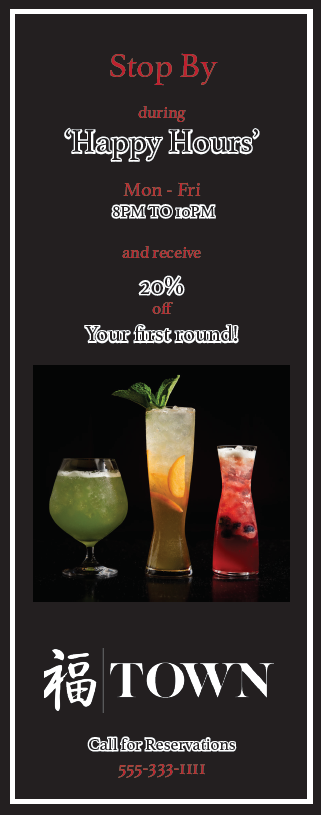 Stop By
during
‘Happy Hours’
Mon - Fri
8PM TO 10PM
and receive
20%
off
Your first round!
福 TOWN
Call for Reservations
555-333-1111